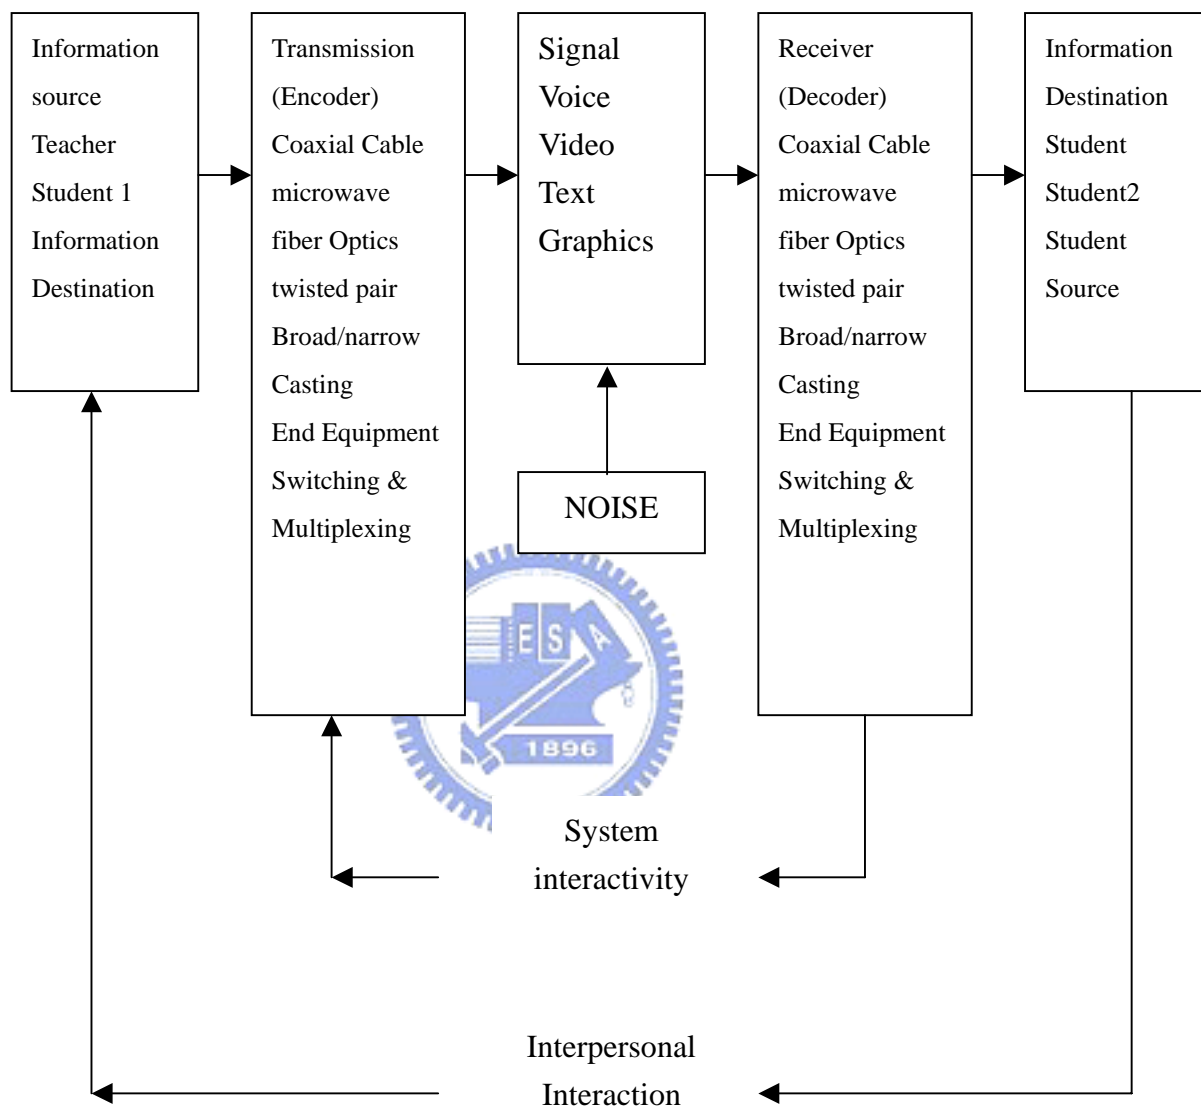 Information
source
Teacher
Student 1
Information
Destination
Transmission
(Encoder)
Coaxial Cable
microwave
fiber Optics
twisted pair
Broad/narrow
Casting
End Equipment
Switching &
Multiplexing
Signal
Voice
Video
Text
Graphics
NOISE
Receiver
(Decoder)
Coaxial Cable
microwave
fiber Optics
twisted pair
Broad/narrow
Casting
End Equipment
Switching &
Multiplexing
Information
Destination
Student
Student2
Student
Source
E S A
1896
System
interactivity
Interpersonal
Interaction